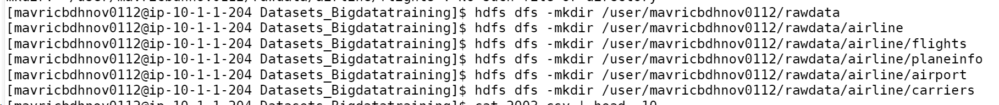 mkdir: `/user/mavricbdhnov0112/rawdata/airline/flights': No such file or directory
[mavricbdhnov0112@ip-10-1-1-204 Datasets_Bigdatatraining]$ hdfs dfs -mkdir /user/mavricbdhnov0112/rawdata
[mavricbdhnov0112@ip-10-1-1-204 Datasets_Bigdatatraining]$ hdfs dfs -mkdir /user/mavricbdhnov0112/rawdata/airline
[mavricbdhnov0112@ip-10-1-1-204 Datasets_Bigdatatraining]$ hdfs dfs -mkdir /user/mavricbdhnov0112/rawdata/airline/flights
[mavricbdhnov0112@ip-10-1-1-204 Datasets_Bigdatatraining]$ hdfs dfs -mkdir /user/mavricbdhnov0112/rawdata/airline/planeinfo
[mavricbdhnov0112@ip-10-1-1-204 Datasets_Bigdatatraining]$ hdfs dfs -mkdir /user/mavricbdhnov0112/rawdata/airline/airport
[mavricbdhnov0112@ip-10-1-1-204 Datasets_Bigdatatraining]$ hdfs dfs -mkdir /user/mavricbdhnov0112/rawdata/airline/carriers
[mavricbdhnov0112@ip-10-1-1-204 Datasets_Bigdatatraining]$ cat 2003.csv | head -10